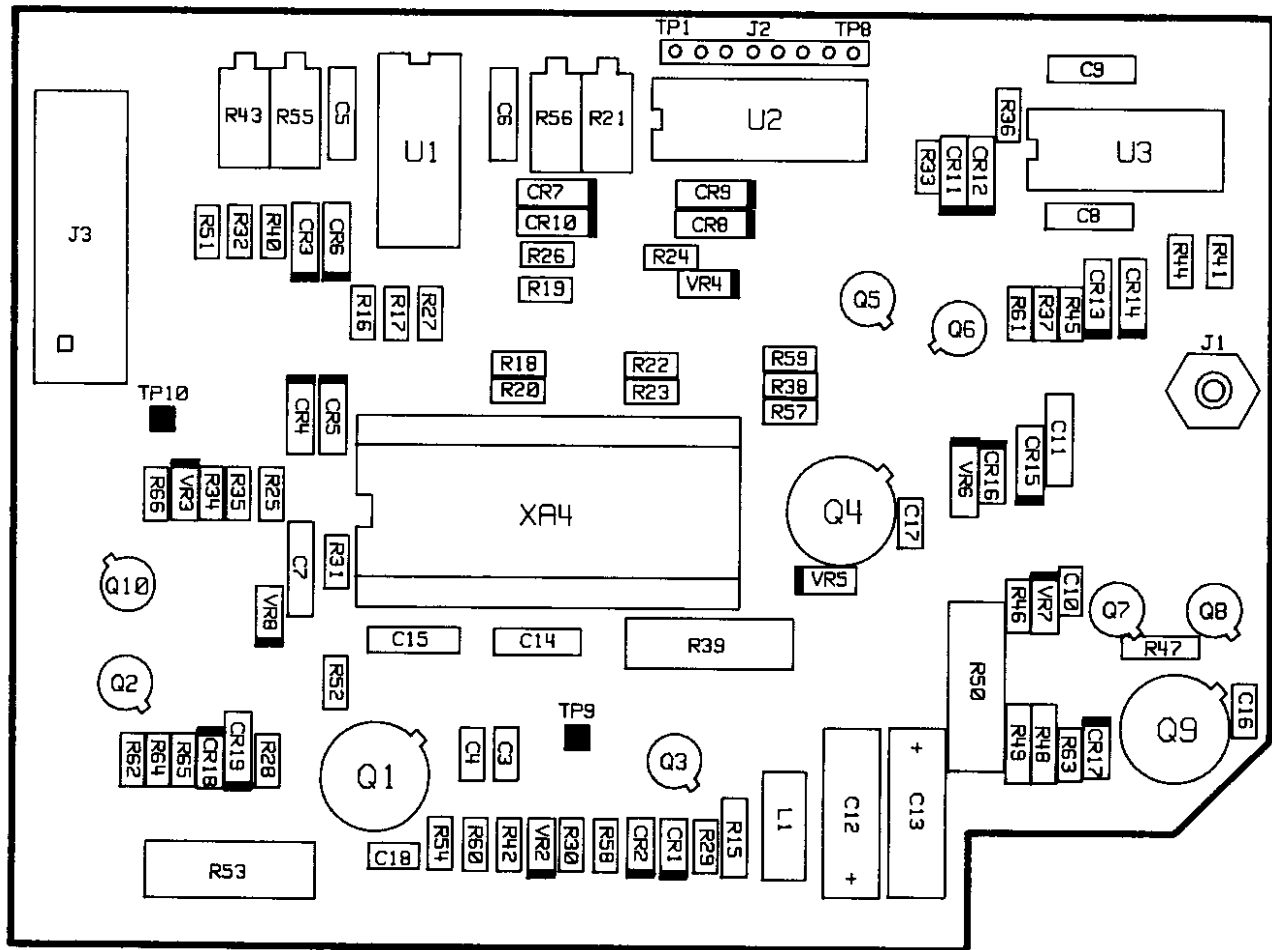 TP1 J2 TP8
C9
R43 R55 C5 U1 C6 R56 R21 U2 R36 U3
R33 CR11 CR12
CR7 CR9
CR10 CR8 C8
J3 R51 R32 R40 CR3 CR6
R26 R24 R44 R41
R19 VR4
R16 R17 R27 Q5 Q6 R61 R37 R45 CR13 CR14
J1
R18 R22 R59
R20 R23 R38
R57
TP10
CR4 CR5 C11
R66 VR3 R34 R35 R25 VR6 CR16 CR15
XA4 Q4 C17
Q10 C7 R31 VR5
VR8 R46 VR7 C10 Q7 Q8
C15 C14 R39 R47
Q2 R52 R50
TP9 C16
R62 R64 R65 CR18 CR19 R28 Q1 C4 C3 Q3 R49 R48 R63 CR17 Q9
+
L1 C12 C13
R54 R60 R42 VR2 R30 R58 CR2 CR1 R29 R15
C18
R53 +